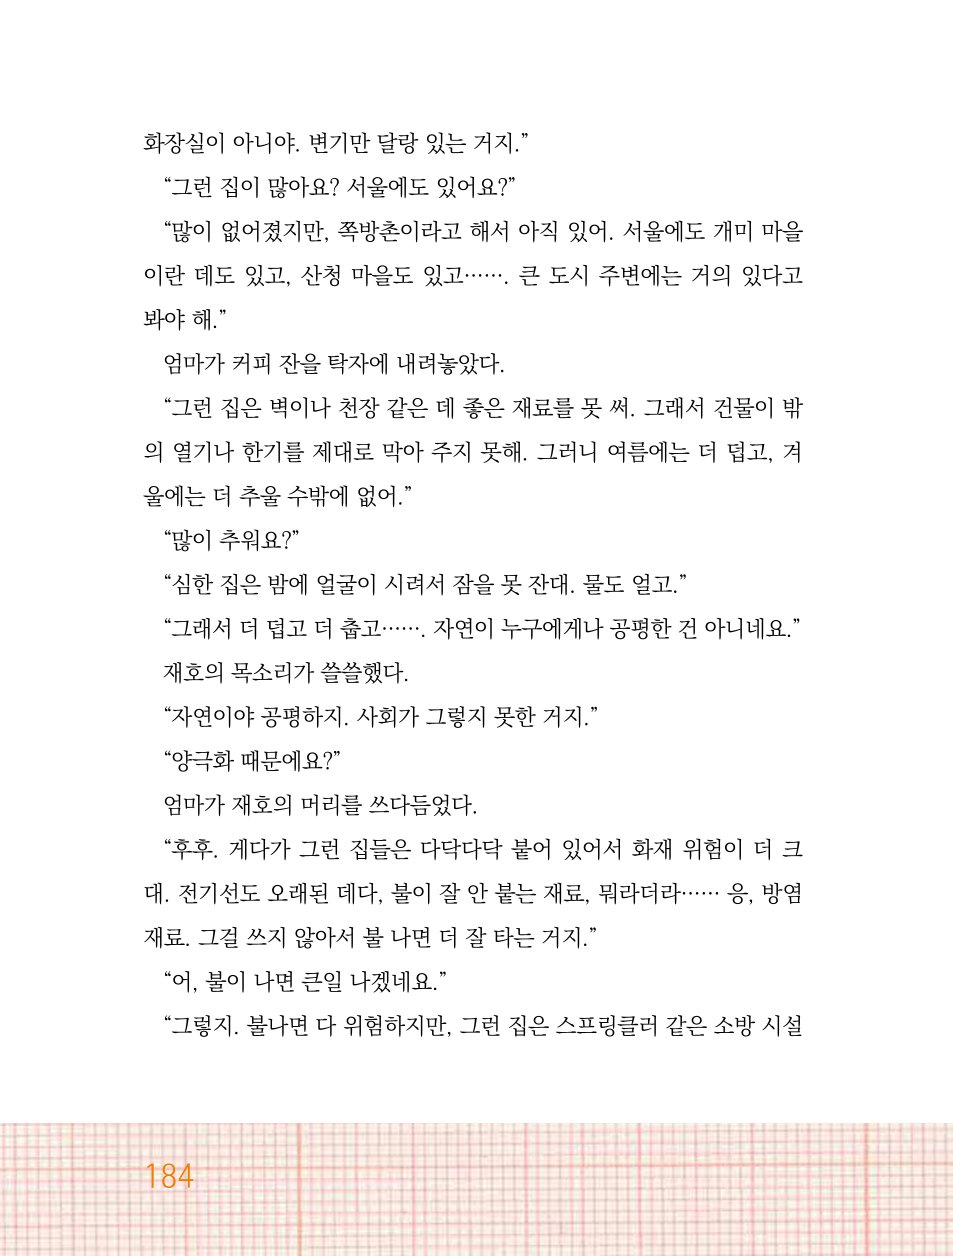 화장실이 아니야. 변기만 달랑 있는 거지.”
“그런 집이 많아요? 서울에도 있어요?”
“많이 없어졌지만, 쪽방촌이라고 해서 아직 있어. 서울에도 개미 마을
이란 데도 있고, 산청 마을도 있고……. 큰 도시 주변에는 거의 있다고
봐야 해.”
엄마가 커피 잔을 탁자에 내려놓았다.
“그런 집은 벽이나 천장 같은 데 좋은 재료를 못 써. 그래서 건물이 밖
의 열기나 한기를 제대로 막아 주지 못해. 그러니 여름에는 더 덥고, 겨
울에는 더 추울 수밖에 없어.”
“많이 추워요?”
“심한 집은 밤에 얼굴이 시려서 잠을 못 잔대. 물도 얼고.”
“그래서 더 덥고 더 춥고……. 자연이 누구에게나 공평한 건 아니네요.”
재호의 목소리가 쓸쓸했다.
“자연이야 공평하지. 사회가 그렇지 못한 거지.”
“양극화 때문에요?”
엄마가 재호의 머리를 쓰다듬었다.
“후후. 게다가 그런 집들은 다닥다닥 붙어 있어서 화재 위험이 더 크
대. 전기선도 오래된 데다, 불이 잘 안 붙는 재료, 뭐라더라…… 응, 방염
재료. 그걸 쓰지 않아서 불 나면 더 잘 타는 거지.”
“어, 불이 나면 큰일 나겠네요.”
“그렇지. 불나면 다 위험하지만, 그런 집은 스프링클러 같은 소방 시설
184